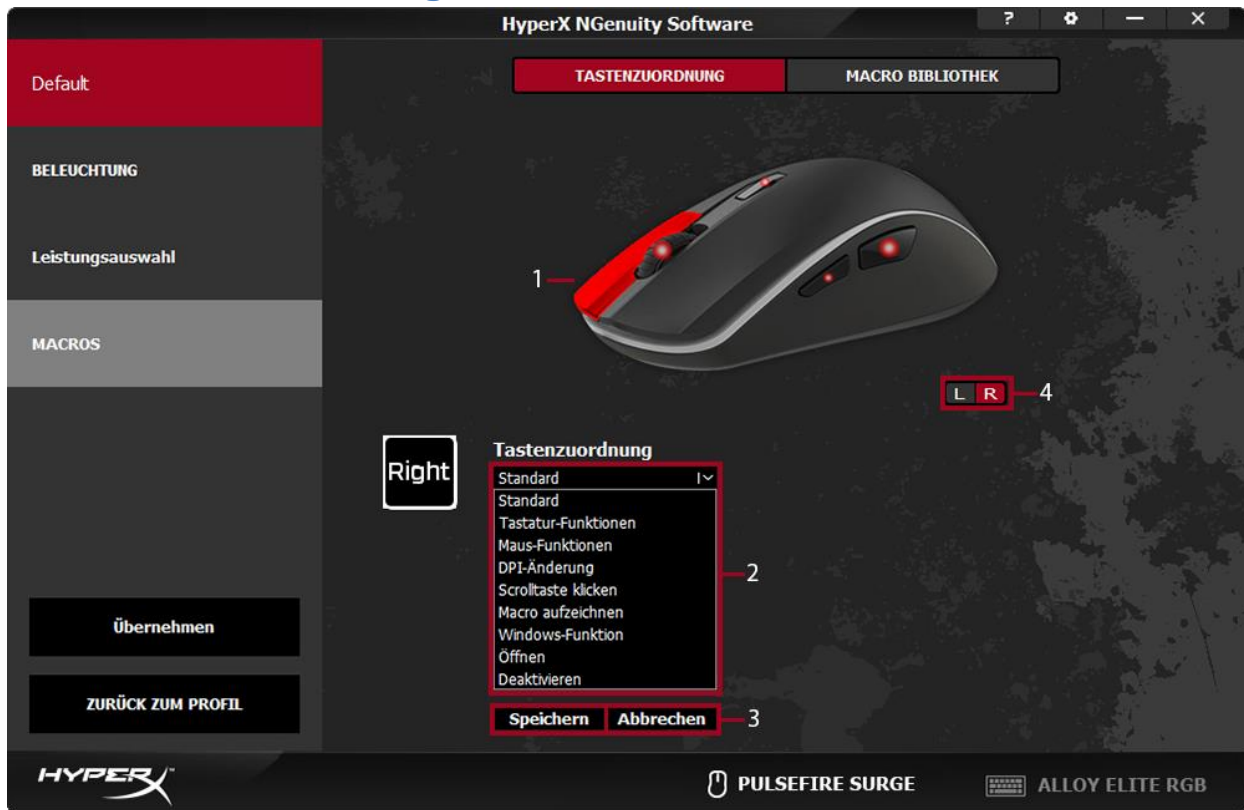 HyperX NGenuity Software
?
Default
TASTENZUORDNUNG
MACRO BIBLIOTHEK
BELEUCHTUNG
Leistungsauswahl
MACROS
1
L R
4
Right
Tastenzuordnung
Standard
Standard
Tastatur-Funktionen
Maus-Funktionen
DPI-Änderung
Scrolltaste klicken
Macro aufzeichnen
Windows-Funktion
Öffnen
Deaktivieren
2
Speichern Abbrechen
3
Übernehmen
ZURÜCK ZUM PROFIL
HYPERX™
PULSEFIRE SURGE
ALLOY ELITE RGB